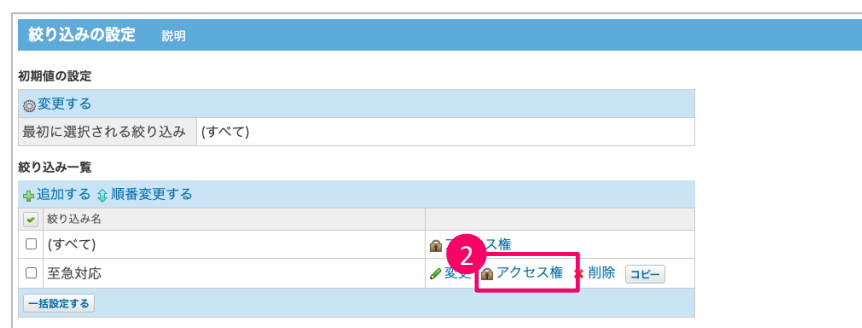 絞り込みの設定 説明
初期値の設定
変更する
最初に選択される絞り込み (すべて)
絞り込み一覧
追加する 順番変更する
絞り込み名
(すべて) ス権
2
至急対応 変更 アクセス権 削除 コピー
一括設定する